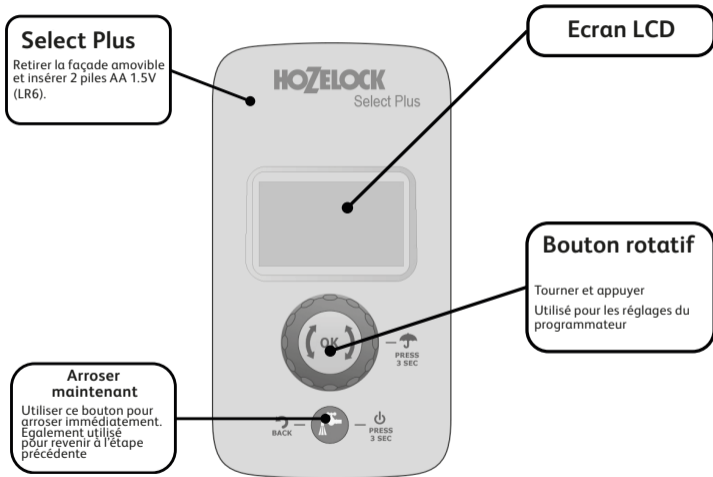 Select Plus
Retirer la façade amovible
et insérer 2 piles AA 1.5V
(LR6).
Ecran LCD
HOZELOCK
Select Plus
Bouton rotatif
Tourner et appuyer
Utilisé pour les réglages du
programmateur
OK
PRESS
3 SEC
Arroser
maintenant
Utiliser ce bouton pour
arroser immédiatement.
Egalement utilisé
pour revenir à l'étape
précédente
BACK
PRESS
3 SEC